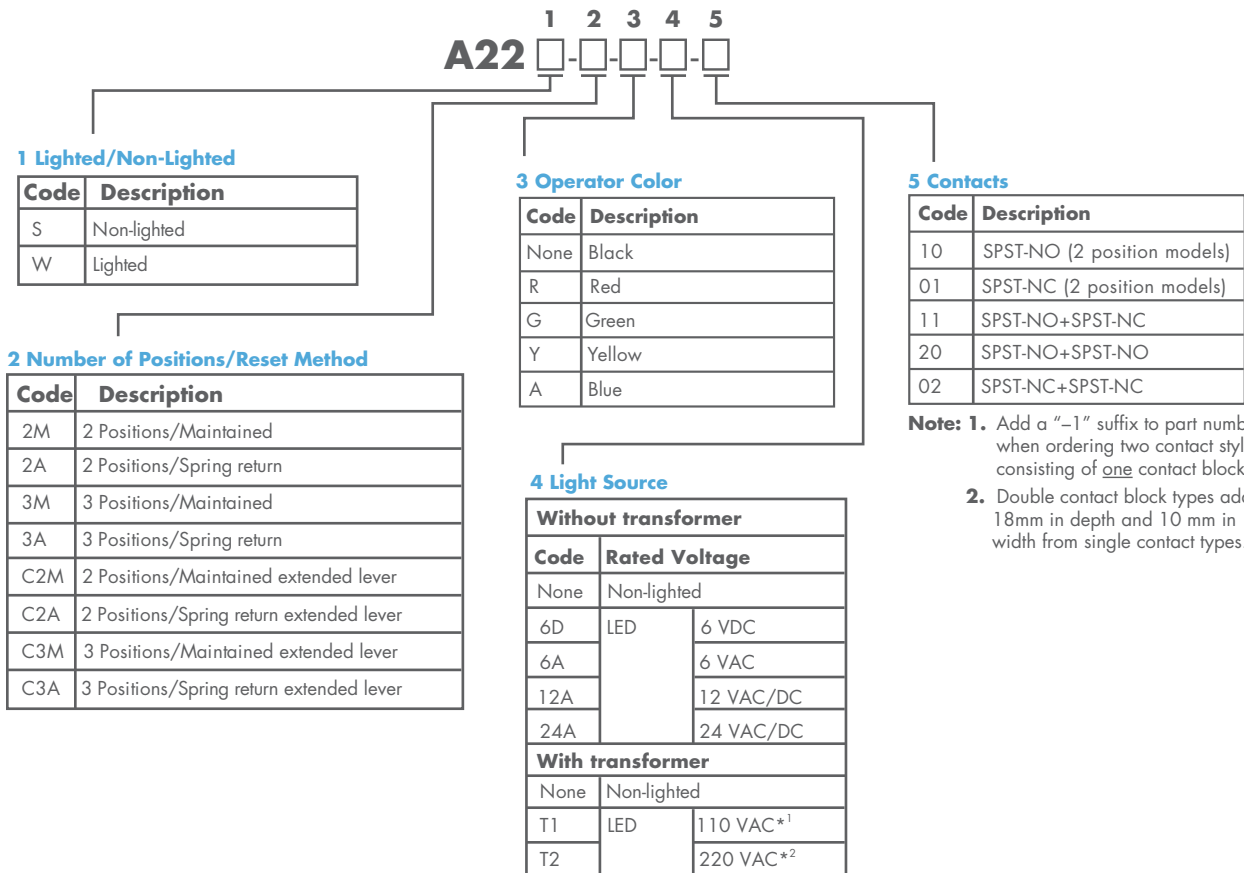 1 2 3 4 5
A22 - - - -
1 Lighted/Non-Lighted
Code Description
S Non-lighted
W Lighted
2 Number of Positions/Reset Method
Code Description
2M 2 Positions/Maintained
2A 2 Positions/Spring return
3M 3 Positions/Maintained
3A 3 Positions/Spring return
C2M 2 Positions/Maintained extended lever
C2A 2 Positions/Spring return extended lever
C3M 3 Positions/Maintained extended lever
C3A 3 Positions/Spring return extended lever
3 Operator Color
Code Description
None Black
R Red
G Green
Y Yellow
A Blue
4 Light Source
Without transformer
Code Rated Voltage
None Non-lighted
6D LED 6 VDC
6A 6 VAC
12A 12 VAC/DC
24A 24 VAC/DC
With transformer
None Non-lighted
T1 LED 110 VAC*1
T2 220 VAC*2
5 Contacts
Code Description
10 SPST-NO (2 position models)
01 SPST-NC (2 position models)
11 SPST-NO+SPST-NC
20 SPST-NO+SPST-NO
02 SPST-NC+SPST-NC
Note: 1. Add a "–1" suffix to part
when ordering two contact
consisting of one contact block
2. Double contact block types
18mm in depth and 10 mm in
width from single contact types